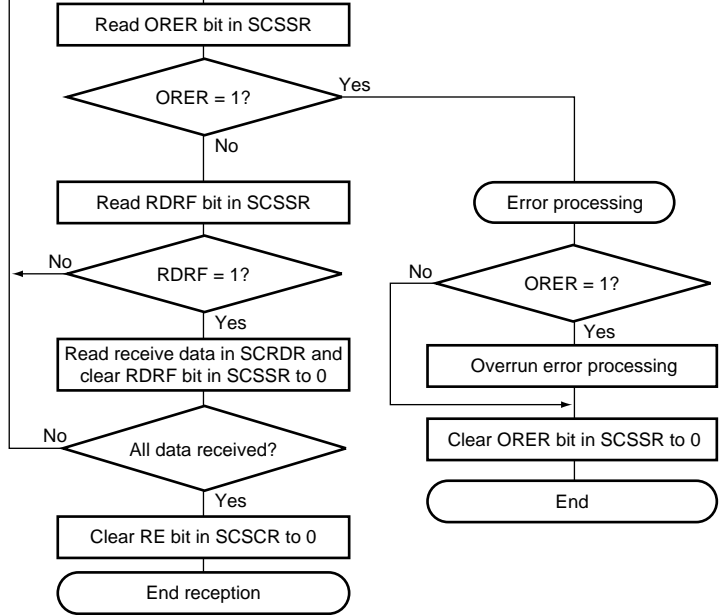 Read ORER bit in SCSSR
ORER = 1?
Yes
No
Read RDRF bit in SCSSR
No
RDRF = 1?
Yes
Read receive data in SCRDR and
clear RDRF bit in SCSSR to 0
No
All data received?
Yes
Clear RE bit in SCSCR to 0
End reception
Error processing
No
ORER = 1?
Yes
Overrun error processing
Clear ORER bit in SCSSR to 0
End